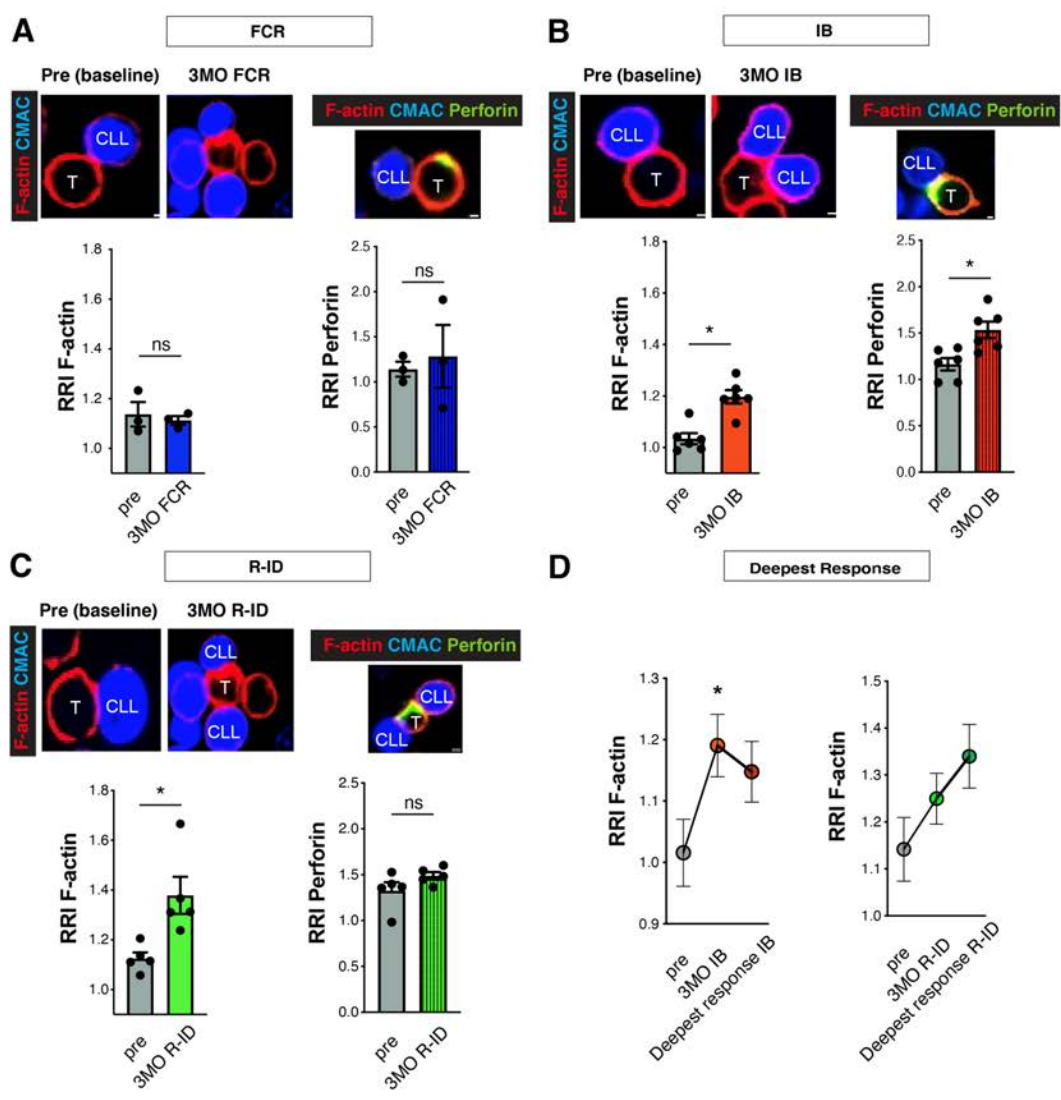 A
FCR
Pre (baseline)
3MO FCR
F-actin CMAC
CLL
T
F-actin CMAC Perforin
CLL
T
RRI F-actin
1.8
1.6
1.4
1.2
1.0
ns
pre
3MO FCR
RRI Perforin
2.5
2.0
1.5
1.0
0.5
0.0
ns
pre
3MO FCR
B
IB
Pre (baseline)
3MO IB
F-actin CMAC
CLL
T
CLL
T
CLL
F-actin CMAC Perforin
CLL
T
RRI F-actin
1.8
1.6
1.4
1.2
1.0
*
pre
3MO IB
RRI Perforin
2.5
2.0
1.5
1.0
0.5
0.0
*
pre
3MO IB
C
R-ID
Pre (baseline)
3MO R-ID
F-actin CMAC
T
CLL
CLL
T
CLL
F-actin CMAC Perforin
CLL
T
CLL
RRI F-actin
1.8
1.6
1.4
1.2
1.0
*
pre
3MO R-ID
RRI Perforin
2.5
2.0
1.5
1.0
0.5
0.0
ns
pre
3MO R-ID
D
Deepest Response
RRI F-actin
1.3
1.2
1.1
1.0
0.9
*
pre
3MO IB
Deepest response IB
RRI F-actin
1.5
1.4
1.3
1.2
1.1
1.0
pre
3MO R-ID
Deepest response R-ID